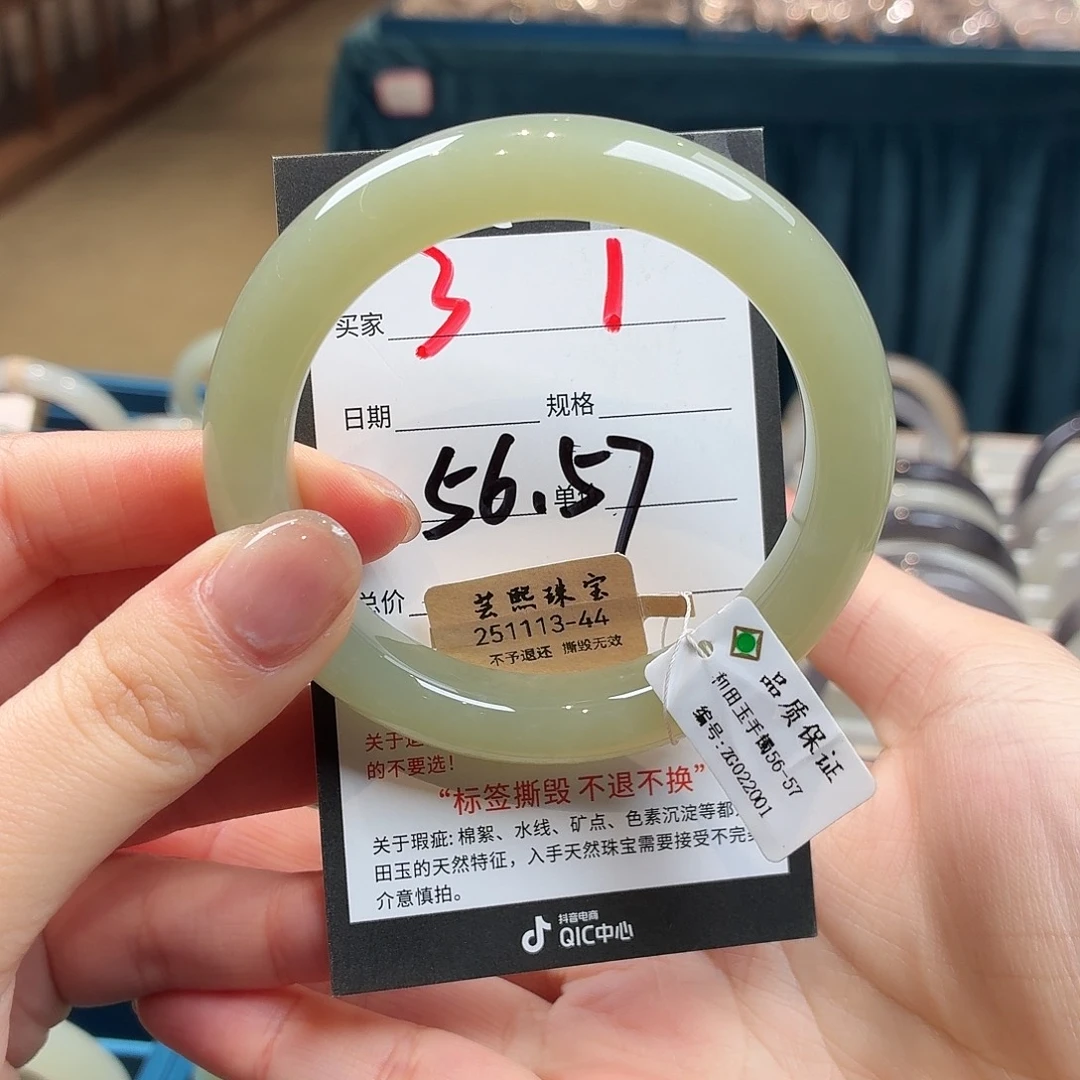 3 1
买家
日期 规格
56.57
单
总价
芸熙珠宝
251113-44
不予退还 撕毁无效
品质保证
和田玉手镯56-57
编号:ZG022001
关于
的不要选!
“标签撕毁 不退不换”
关于瑕疵: 棉絮、水线、矿点、色素沉淀等都
田玉的天然特征，入手天然珠宝需要接受不完美
介意慎拍。
抖音电商
QIC中心